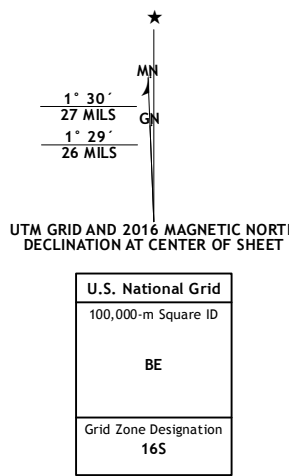 MN
1° 30´
27 MILS
GN
1° 29´
26 MILS
UTM GRID AND 2016 MAGNETIC NORTH
DECLINATION AT CENTER OF SHEET
U.S. National Grid
100,000-m Square ID
BE
Grid Zone Designation
16S